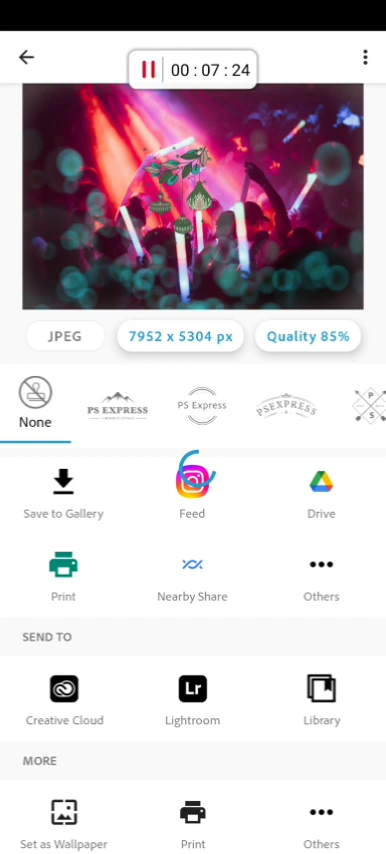 00 : 07 : 24
JPEG
7952 x 5304 px
Quality 85%
None
PS EXPRESS
PS Express
PSEXPRESS
P
S
Save to Gallery
Feed
Drive
Print
Nearby Share
Others
SEND TO
Creative Cloud
Lr
Lightroom
Library
MORE
Set as Wallpaper
Print
Others